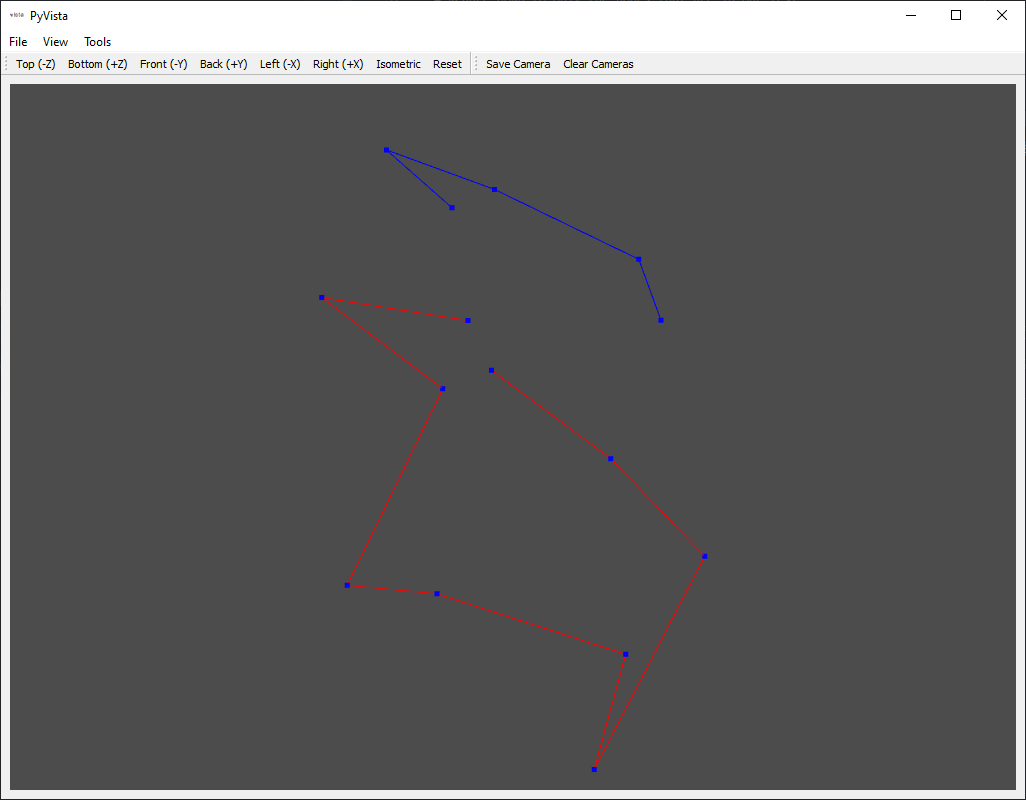 PyVista
File View Tools
Top (-Z) Bottom (+Z) Front (-Y) Back (+Y) Left (-X) Right (+X) Isometric Reset Save Camera Clear Cameras